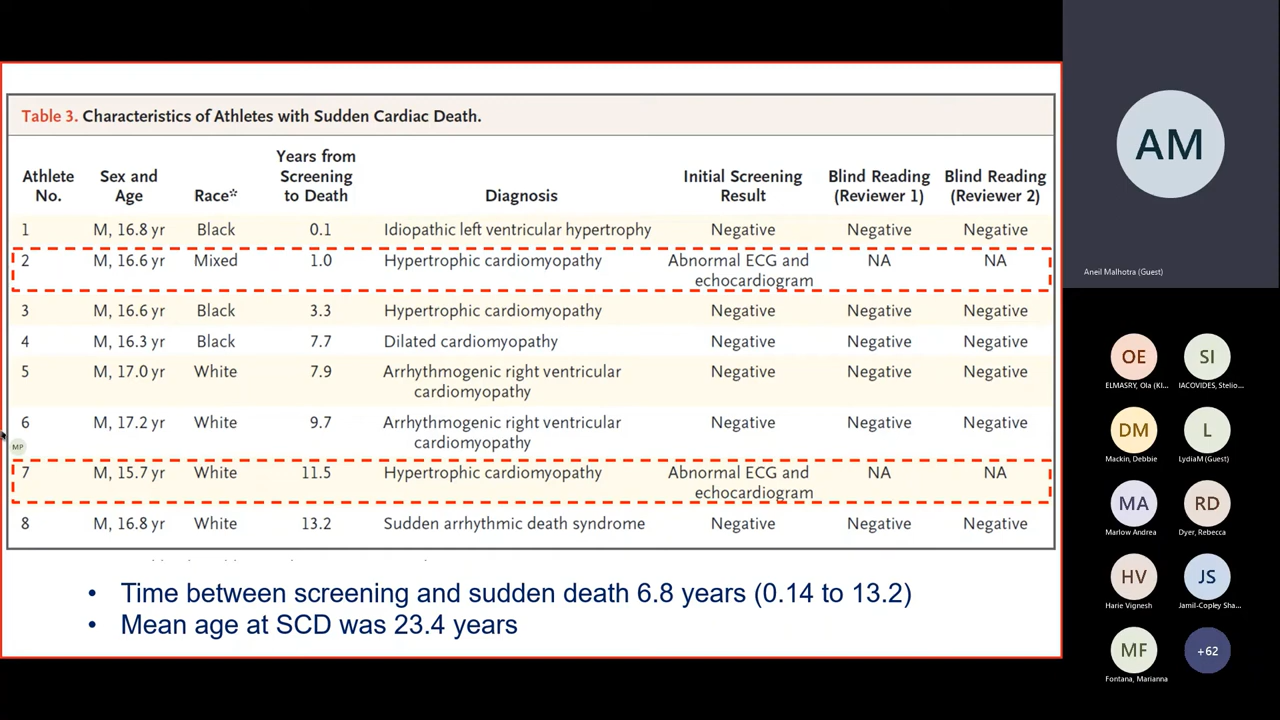 Table 3. Characteristics of Athletes with Sudden Cardiac Death.
Athlete No. Sex and Age Race* Years from Screening to Death Diagnosis Initial Screening Result Blind Reading (Reviewer 1) Blind Reading (Reviewer 2)
1 M, 16.8 yr Black 0.1 Idiopathic left ventricular hypertrophy Negative Negative Negative
2 M, 16.6 yr Mixed 1.0 Hypertrophic cardiomyopathy Abnormal ECG and echocardiogram NA NA
3 M, 16.6 yr Black 3.3 Hypertrophic cardiomyopathy Negative Negative Negative
4 M, 16.3 yr Black 7.7 Dilated cardiomyopathy Negative Negative Negative
5 M, 17.0 yr White 7.9 Arrhythmogenic right ventricular cardiomyopathy Negative Negative Negative
6 M, 17.2 yr White 9.7 Arrhythmogenic right ventricular cardiomyopathy Negative Negative Negative
MP
7 M, 15.7 yr White 11.5 Hypertrophic cardiomyopathy Abnormal ECG and echocardiogram NA NA
8 M, 16.8 yr White 13.2 Sudden arrhythmic death syndrome Negative Negative Negative
• Time between screening and sudden death 6.8 years (0.14 to 13.2)
• Mean age at SCD was 23.4 years
AM
Aneil Malhotra (Guest)
OE SI
ELMASRY, Ola (KI... IACOVIDES, Stelio...
DM L
Mackin, Debbie LydiaM (Guest)
MA RD
Marlow Andrea Dyer, Rebecca
HV JS
Harie Vignesh Jamil-Copley Sha...
MF +62
Fontana, Marianna